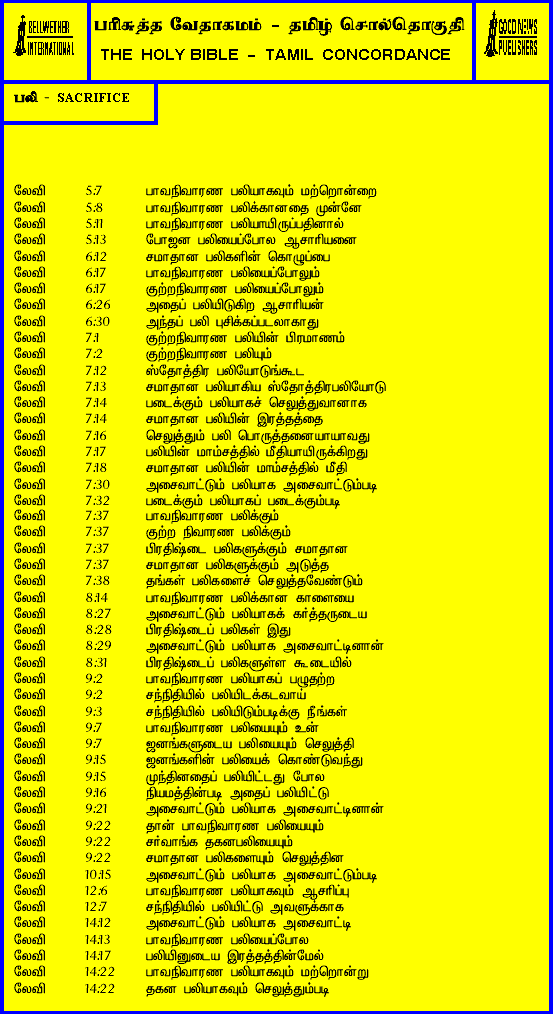 BELLWETHER
INTERNATIONAL
பரிசுத்த வேதாகமம் - தமிழ் சொல்தொகுதி
THE HOLY BIBLE - TAMIL CONCORDANCE
GOOD NEWS
PUBLISHERS
பலி - SACRIFICE
லேவி 5:7 பாவநிவாரண பலியாகவும் மற்றொன்றை
லேவி 5:8 பாவநிவாரண பலிக்கானதை முன்னே
லேவி 5:11 பாவநிவாரண பலியாயிருப்பதினால்
லேவி 5:13 போஜன பலியைப்போல ஆசாரியனை
லேவி 6:12 சமாதான பலிகளின் கொழுப்பை
லேவி 6:17 பாவநிவாரண பலியைப்போலும்
லேவி 6:17 குற்றநிவாரண பலியைப்போலும்
லேவி 6:26 அதைப் பலியிடுகிற ஆசாரியன்
லேவி 6:30 அந்தப் பலி புசிக்கப்படலாகாது
லேவி 7:1 குற்றநிவாரண பலியின் பிரமாணம்
லேவி 7:2 குற்றநிவாரண பலியும்
லேவி 7:12 ஸ்தோத்திர பலியோடுங்கூட
லேவி 7:13 சமாதான பலியாகிய ஸ்தோத்திரபலியோடு
லேவி 7:14 படைக்கும் பலியாகச் செலுத்துவானாக
லேவி 7:14 சமாதான பலியின் இரத்தத்தை
லேவி 7:16 செலுத்தும் பலி பொருத்தனையாயாவது
லேவி 7:17 பலியின் மாம்சத்தில் மீதியாயிருக்கிறது
லேவி 7:18 சமாதான பலியின் மாம்சத்தில் மீதி
லேவி 7:30 அசைவாட்டும் பலியாக அசைவாட்டும்படி
லேவி 7:32 படைக்கும் பலியாகப் படைக்கும்படி
லேவி 7:37 பாவநிவாரண பலிக்கும்
லேவி 7:37 குற்ற நிவாரண பலிக்கும்
லேவி 7:37 பிரதிஷ்டை பலிகளுக்கும் சமாதான
லேவி 7:37 சமாதான பலிகளுக்கும் அடுத்த
லேவி 7:38 தங்கள் பலிகளைச் செலுத்தவேண்டும்
லேவி 8:14 பாவநிவாரண பலிக்கான காளையை
லேவி 8:27 அசைவாட்டும் பலியாகக் கர்த்தருடைய
லேவி 8:28 பிரதிஷ்டைப் பலிகள் இது
லேவி 8:29 அசைவாட்டும் பலியாக அசைவாட்டினான்
லேவி 8:31 பிரதிஷ்டைப் பலிகளுள்ள கூடையில்
லேவி 9:2 பாவநிவாரண பலியாகப் பழுதற்ற
லேவி 9:2 சந்நிதியில் பலியிடக்கடவாய்
லேவி 9:3 சந்நிதியில் பலியிடும்படிக்கு நீங்கள்
லேவி 9:7 பாவநிவாரண பலியையும் உன்
லேவி 9:7 ஜனங்களுடைய பலியையும் செலுத்தி
லேவி 9:15 ஜனங்களின் பலியைக் கொண்டுவந்து
லேவி 9:15 முந்தினதைப் பலியிட்டது போல
லேவி 9:16 நியமத்தின்படி அதைப் பலியிட்டு
லேவி 9:21 அசைவாட்டும் பலியாக அசைவாட்டினான்
லேவி 9:22 தான் பாவநிவாரண பலியையும்
லேவி 9:22 சர்வாங்க தகனபலியையும்
லேவி 9:22 சமாதான பலிகளையும் செலுத்தின
லேவி 10:15 அசைவாட்டும் பலியாக அசைவாட்டும்படி
லேவி 12:6 பாவநிவாரண பலியாகவும் ஆசரிப்பு
லேவி 12:7 சந்நிதியில் பலியிட்டு அவளுக்காக
லேவி 14:12 அசைவாட்டும் பலியாக அசைவாட்டி
லேவி 14:13 பாவநிவாரண பலியைப்போல
லேவி 14:17 பலியினுடைய இரத்தத்தின்மேல்
லேவி 14:22 பாவநிவாரண பலியாகவும் மற்றொன்று
லேவி 14:22 தகன பலியாகவும் செலுத்தும்படி